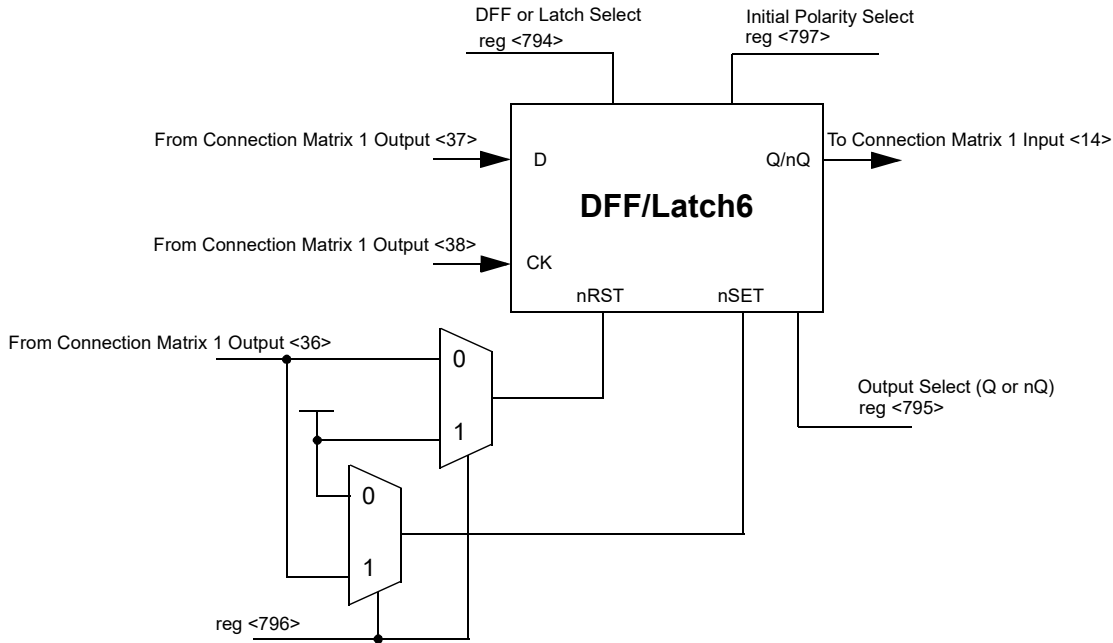 DFF or Latch Select
reg <794>
Initial Polarity Select
reg <797>
From Connection Matrix 1 Output <37>
D
Q/nQ
To Connection Matrix 1 Input <14>
DFF/Latch6
From Connection Matrix 1 Output <38>
CK
nRST
nSET
From Connection Matrix 1 Output <36>
0
1
Output Select (Q or nQ)
reg <795>
0
1
reg <796>